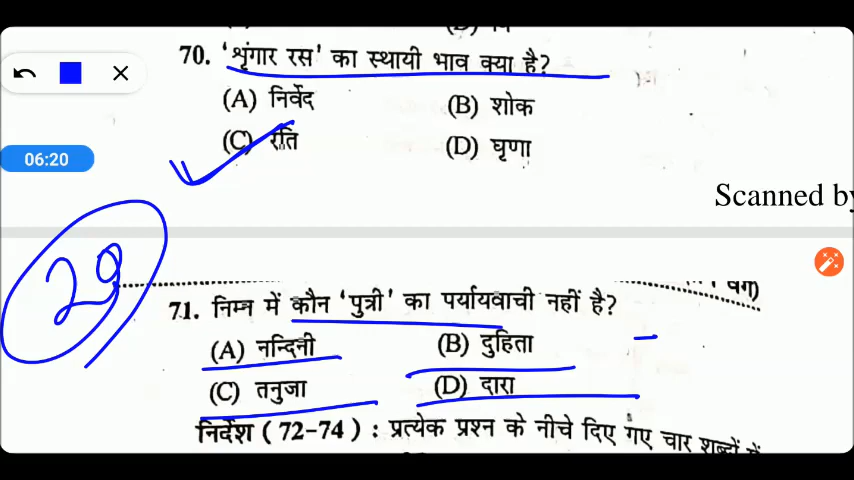 70. 'शृंगार रस' का स्थायी भाव क्या है?
(A) निर्वेद (B) शोक
(C) रति (D) घृणा
06:20
Scanned by
29
71. निम्न में कौन 'पुत्री' का पर्यायवाची नहीं है?
(A) नन्दिनी (B) दुहिता
(C) तनुजा (D) दारा
निर्देश (72-74) : प्रत्येक प्रश्न के नीचे दिए गए चार शब्दों में